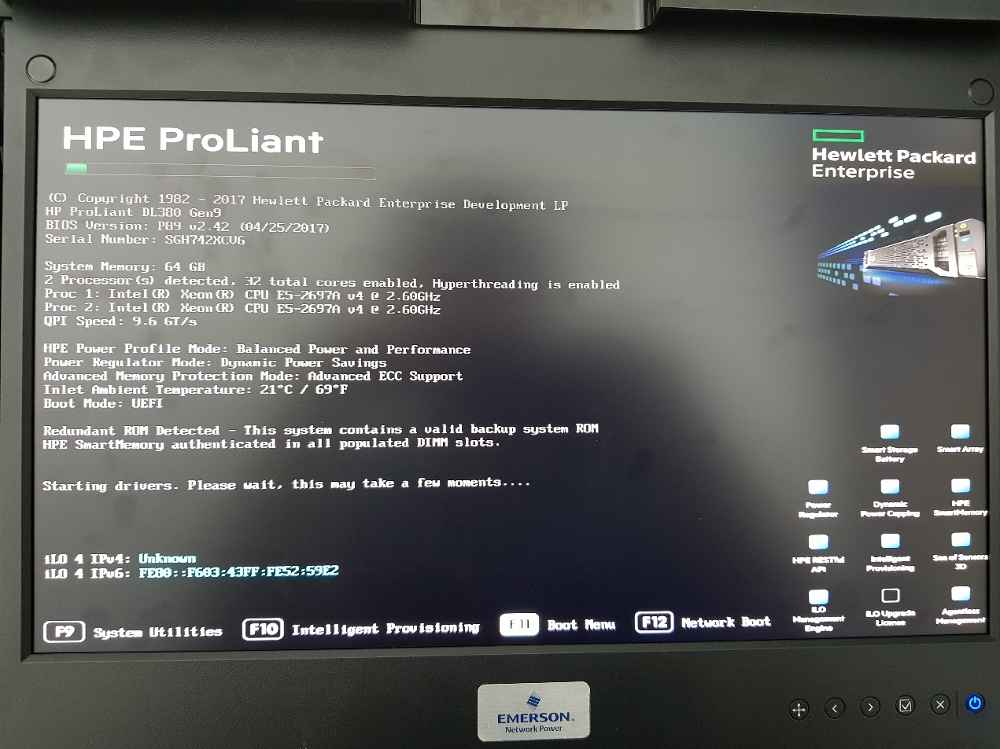 HPE ProLiant
Hewlett Packard
Enterprise
(C) Copyright 1982 - 2017 Hewlett Packard Enterprise Development LP
HP ProLiant DL380 Gen9
BIOS Version: P89 v2.42 (04/25/2017)
Serial Number: SGH742XCV6
System Memory: 64 GB
2 Processor(s) detected, 32 total cores enabled, Hyperthreading is enabled
Proc 1: Intel(R) Xeon(R) CPU E5-2697A v4 @ 2.60GHz
Proc 2: Intel(R) Xeon(R) CPU E5-2697A v4 @ 2.60GHz
QPI Speed: 9.6 GT/s
HPE Power Profile Mode: Balanced Power and Performance
Power Regulator Mode: Dynamic Power Savings
Advanced Memory Protection Mode: Advanced ECC Support
Inlet Ambient Temperature: 21°C / 69°F
Boot Mode: UEFI
Redundant ROM Detected - This system contains a valid backup system ROM
HPE SmartMemory authenticated in all populated DIMM slots.
Starting drivers. Please wait, this may take a few moments....
Smart Storage
Battery
Smart Array
Power
Regulator
Dynamic
Power Capping
HPE
SmartMemory
HPE RESTful
API
Intelligent
Provisioning
Sea of Sensors
3D
iLO
Management
Engine
iLO Upgrade
License
Agentless
Management
iLO 4 IPv4: Unknown
iLO 4 IPv6: FE80::F603:43FF:FE52:59E2
F9 System Utilities
F10 Intelligent Provisioning
F11 Boot Menu
F12 Network Boot
EMERSON
Network Power